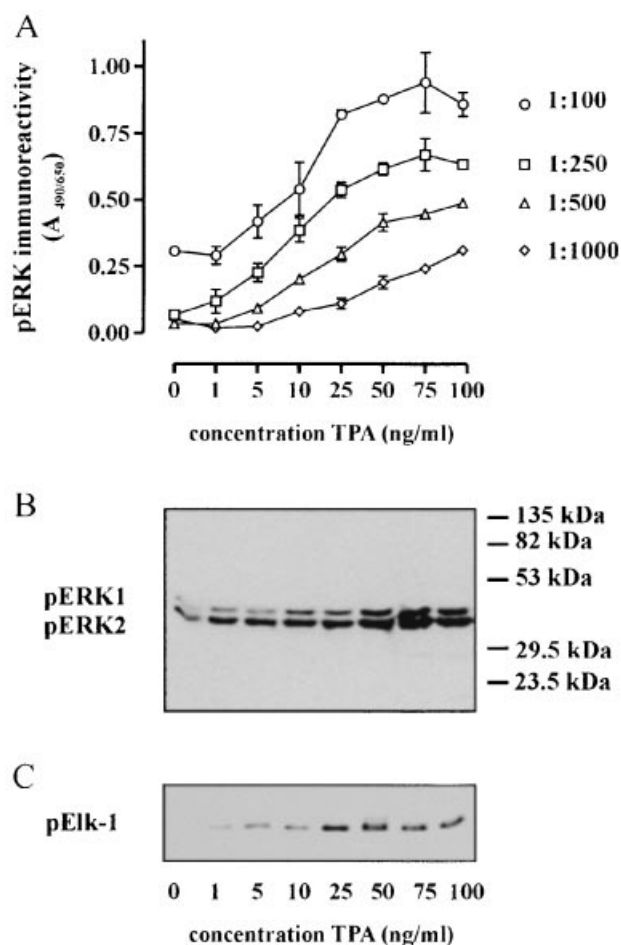 A
pERK immunoreactivity
(A 490/650)
1.00
0.75
0.50
0.25
0.00
1:100
1:250
1:500
1:1000
0 1 5 10 25 50 75 100
concentration TPA (ng/ml)
B
135 kDa
82 kDa
53 kDa
pERK1
pERK2
29.5 kDa
23.5 kDa
C
pElk-1
0 1 5 10 25 50 75 100
concentration TPA (ng/ml)